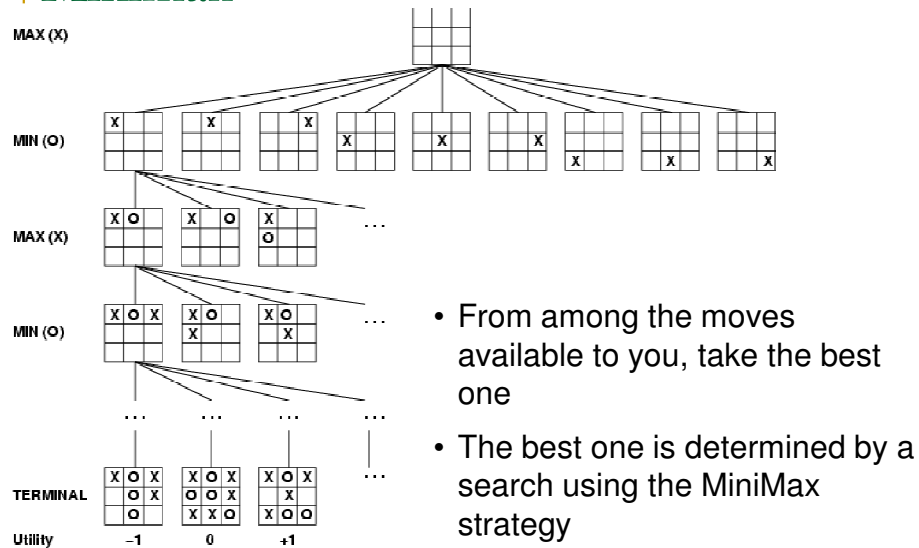 MAX (X)
X X X
MIN (O) X X X
X X X
X O X O X
MAX (X) O ...
X O X X O X O
MIN (O) X X ...
... ... ... ...
X O X X O X X O X ...
TERMINAL O X O O X X
O X X O X O O
Utility –1 0 +1
• From among the moves
available to you, take the best
one
• The best one is determined by a
search using the MiniMax
strategy